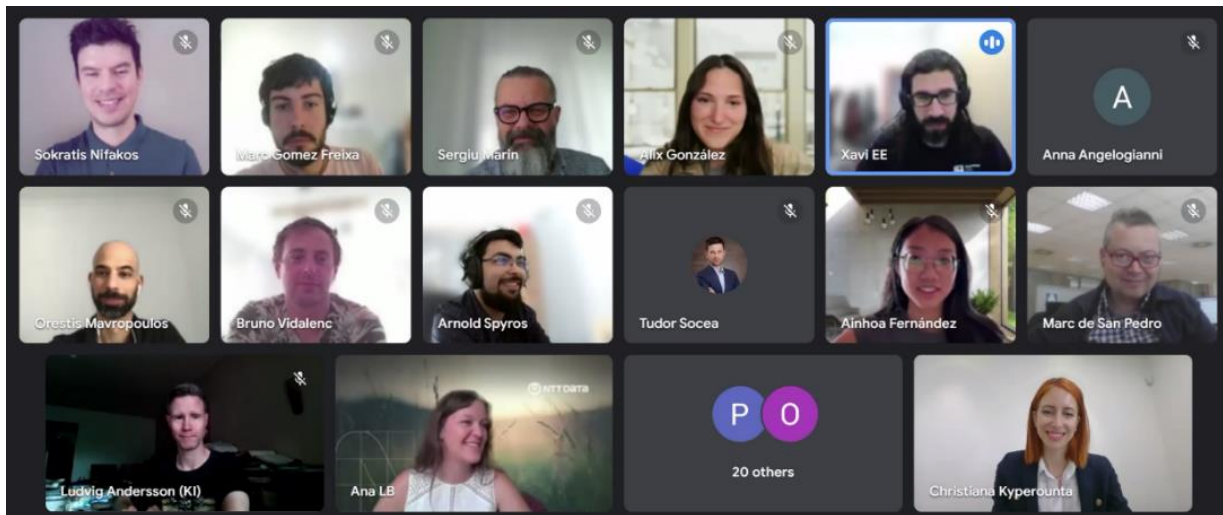 Sokratis Nifakos
Marc Gomez Freixa
Sergiu Marin
Alix González
Xavi EE
A
Anna Angelogianni
Orestis Mavropoulos
Bruno Vidalenc
Arnold Spyros
Tudor Socea
Ainhoa Fernández
Marc de San Pedro
Ludvig Andersson (KI)
NTT DATA
Ana LB
P O
20 others
Christiana Kyperounta